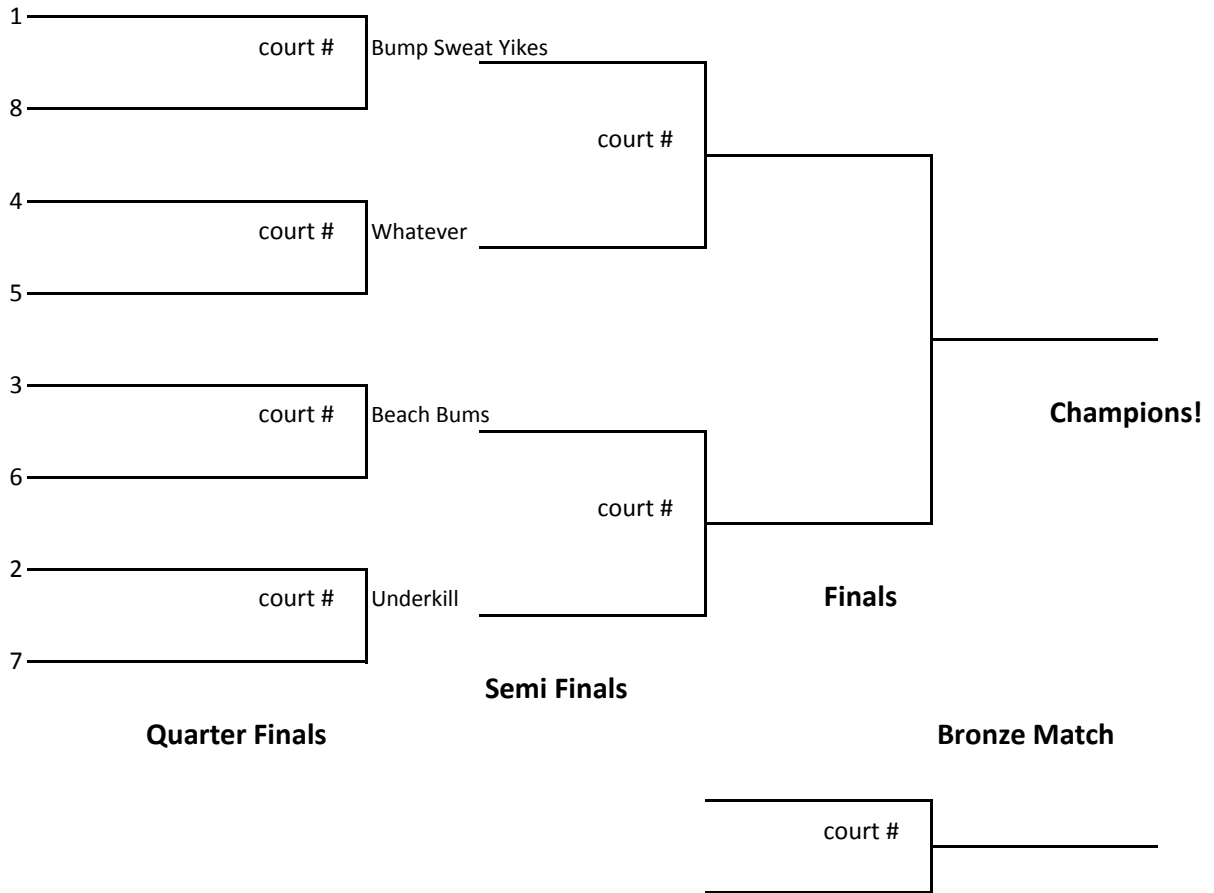 1
court #
Bump Sweat Yikes
8
court #
4
court #
Whatever
5
3
court #
Beach Bums
Champions!
6
court #
2
court #
Underkill
Finals
7
Semi Finals
Quarter Finals
Bronze Match
court #